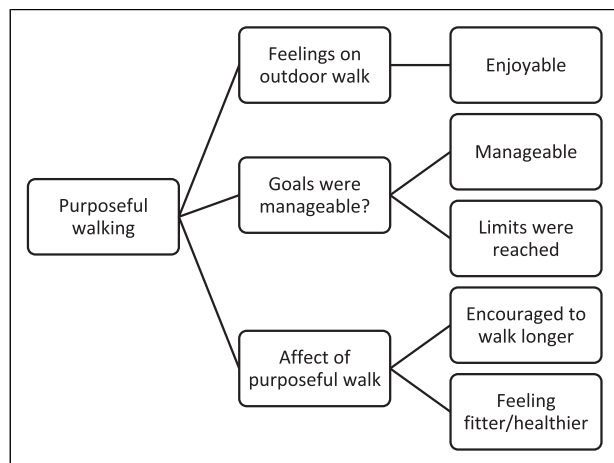 Purposeful
walking
Feelings on
outdoor walk
Enjoyable
Goals were
manageable?
Manageable
Limits were
reached
Affect of
purposeful walk
Encouraged to
walk longer
Feeling
fitter/healthier